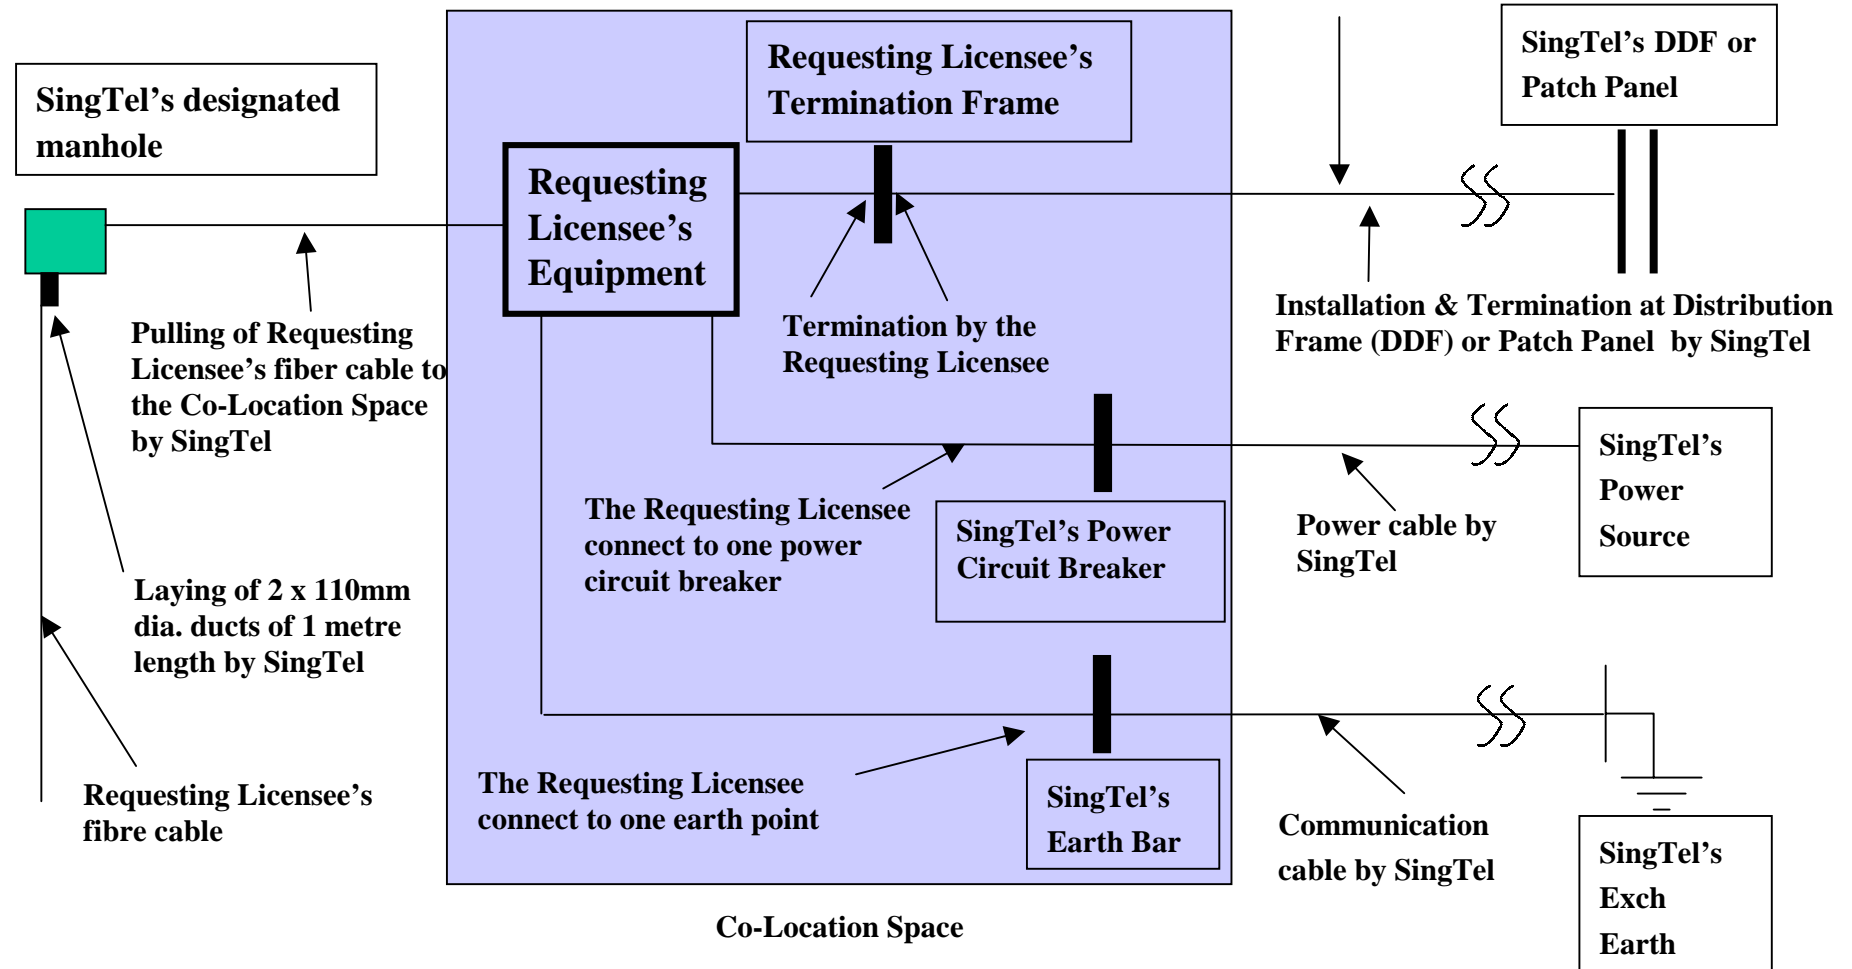 SingTel's designated
manhole
Requesting Licensee's
Termination Frame
SingTel's DDF or
Patch Panel
Requesting
Licensee's
Equipment
Pulling of Requesting
Licensee's fiber cable to
the Co-Location Space
by SingTel
Termination by the
Requesting Licensee
Installation & Termination at Distribution
Frame (DDF) or Patch Panel by SingTel
The Requesting Licensee
connect to one power
circuit breaker
SingTel's Power
Circuit Breaker
Power cable by
SingTel
SingTel's
Power
Source
Laying of 2 x 110mm
dia. ducts of 1 metre
length by SingTel
Requesting Licensee's
fibre cable
The Requesting Licensee
connect to one earth point
SingTel's
Earth Bar
Communication
cable by SingTel
SingTel's
Exch
Earth
Co-Location Space